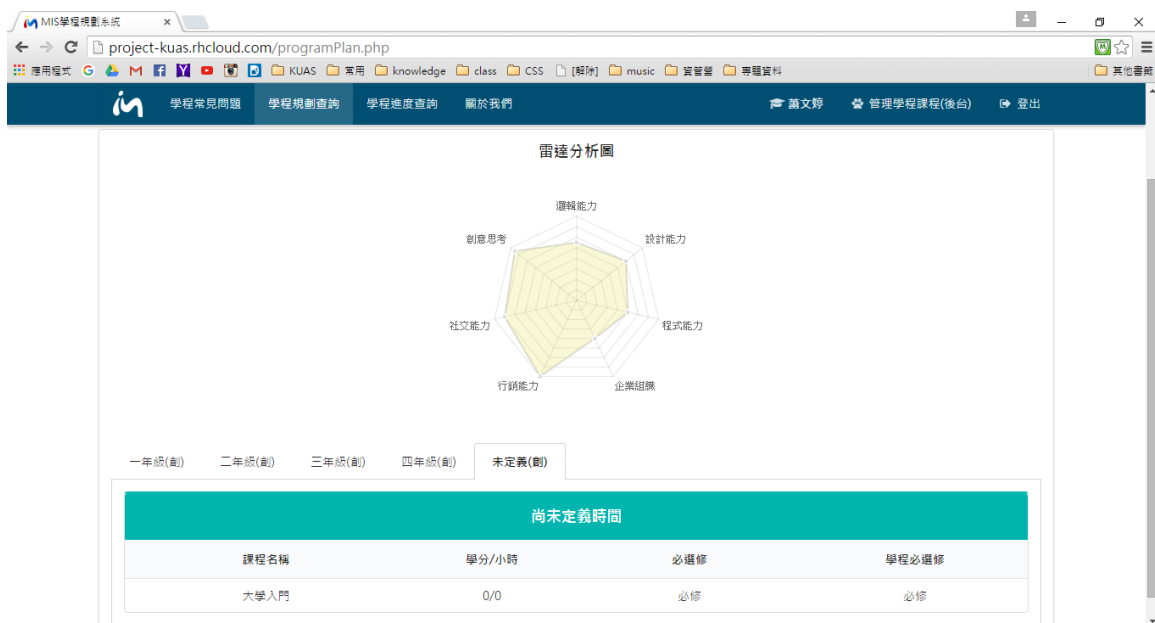 MIS學程規劃系統
project-kuas.rhcloud.com/programPlan.php
應用程式 KUAS 常用 knowledge class CSS [解除] music 資管營 專題資料 其他書籤
學程常見問題 學程規劃查詢 學程進度查詢 關於我們 蕭文婷 管理學程課程(後台) 登出
雷達分析圖
邏輯能力
創意思考 設計能力
社交能力 程式能力
行銷能力 企業組織
一年級(創) 二年級(創) 三年級(創) 四年級(創) 未定義(創)
尚未定義時間
課程名稱 學分/小時 必選修 學程必選修
大學入門 0/0 必修 必修